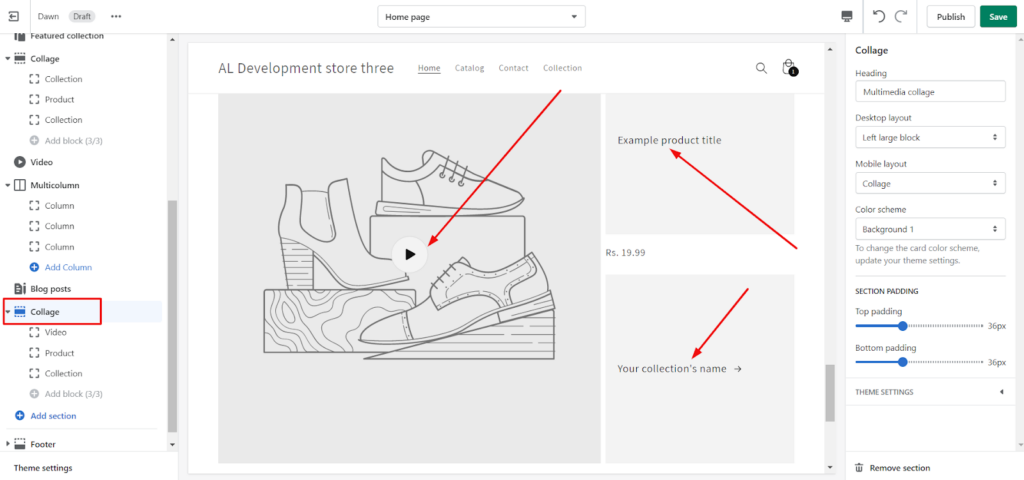 Dawn Draft
Home page
Publish Save
Featured collection
Collage
Collection
Product
Collection
Add block (3/3)
Video
Multicolumn
Column
Column
Column
Add Column
Blog posts
Collage
Video
Product
Collection
Add block (3/3)
Add section
Footer
Theme settings
AL Development store three
Home Catalog Contact Collection
1
Example product title
Rs. 19.99
Your collection's name →
Collage
Heading
Multimedia collage
Desktop layout
Left large block
Mobile layout
Collage
Color scheme
Background 1
To change the card color scheme,
update your theme settings.
SECTION PADDING
Top padding
36px
Bottom padding
36px
THEME SETTINGS
Remove section